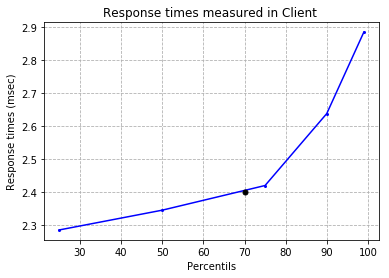 Response times measured in Client
Response times (msec)
2.9
2.8
2.7
2.6
2.5
2.4
2.3
30 40 50 60 70 80 90 100
Percentils